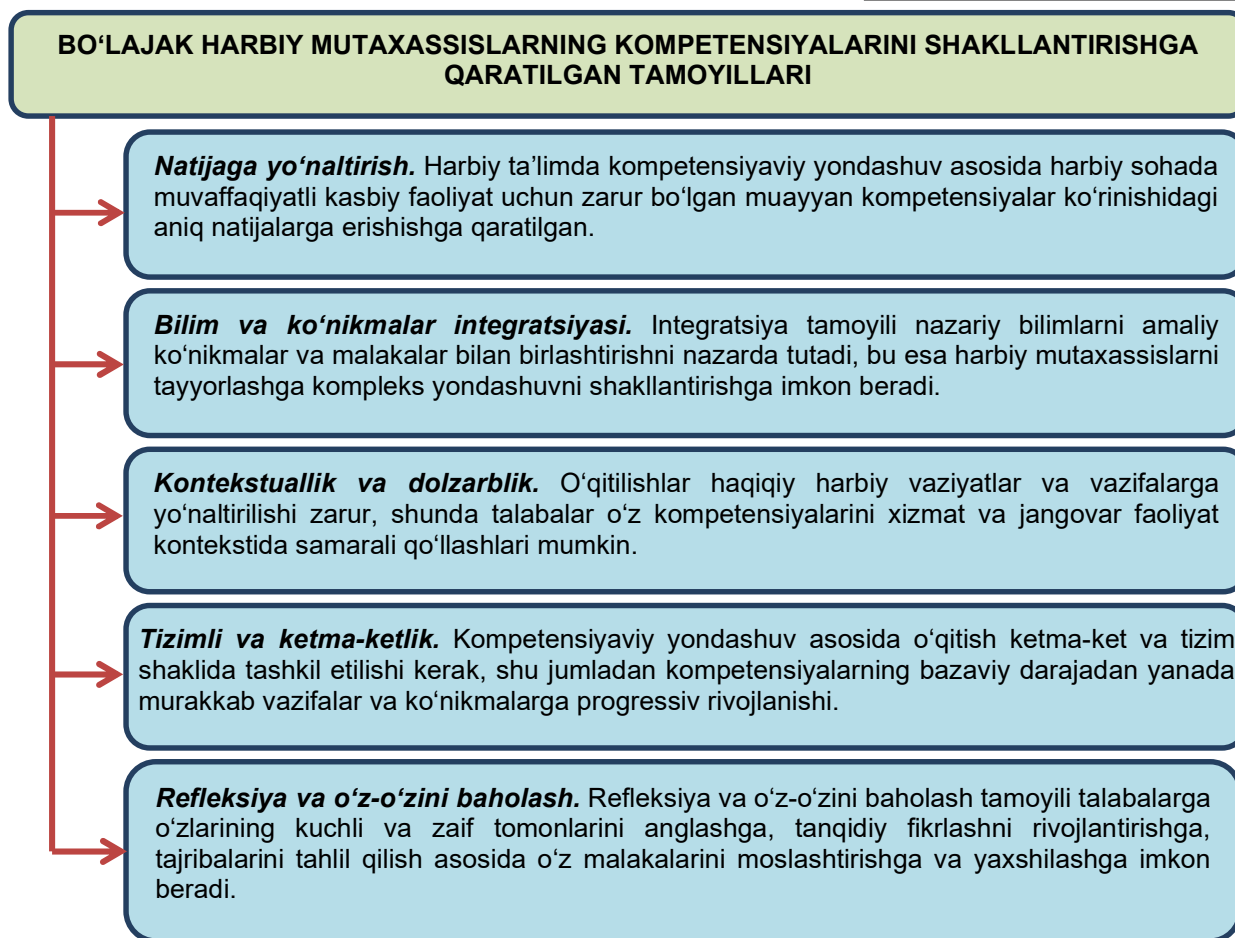 BO‘LAJAK HARBIY MUTAXASSISLARNING KOMPETENSIYALARINI SHAKLLANTIRISHGA
QARATILGAN TAMOYILLARI
Natijaga yo‘naltirish. Harbiy ta’limda kompetensiyaviy yondashuv asosida harbiy sohada
muvaffaqiyatli kasbiy faoliyat uchun zarur bo‘lgan muayyan kompetensiyalar ko‘rinishidagi
aniq natijalarga erishishga qaratilgan.
Bilim va ko‘nikmalar integratsiyasi. Integratsiya tamoyili nazariy bilimlarni amaliy
ko‘nikmalar va malakalar bilan birlashtirishni nazarda tutadi, bu esa harbiy mutaxassislarni
tayyorlashga kompleks yondashuvni shakllantirishga imkon beradi.
Kontekstuallik va dolzarblik. O‘qitilishlar haqiqiy harbiy vaziyatlar va vazifalarga
yo‘naltirilishi zarur, shunda talabalar o‘z kompetensiyalarini xizmat va jangovar faoliyat
kontekstida samarali qo‘llashlari mumkin.
Tizimli va ketma-ketlik. Kompetensiyaviy yondashuv asosida o‘qitish ketma-ket va tizim
shaklida tashkil etilishi kerak, shu jumladan kompetensiyalarning bazaviy darajadan yanada
murakkab vazifalar va ko‘nikmalarga progressiv rivojlanishi.
Refleksiya va o‘z-o‘zini baholash. Refleksiya va o‘z-o‘zini baholash tamoyili talabalarga
o‘zlarining kuchli va zaif tomonlarini anglashga, tanqidiy fikrlashni rivojlantirishga,
tajribalarini tahlil qilish asosida o‘z malakalarini moslashtirishga va yaxshilashga imkon
beradi.